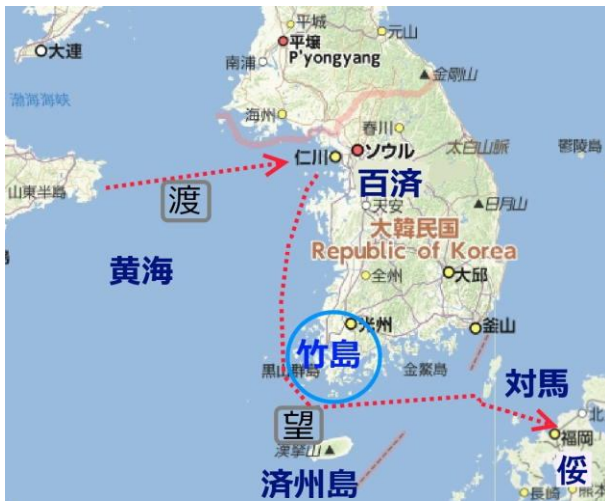 平城
元山
大連
平壌
P'yongyang
南浦
金剛山
渤海海峡
海州
春川
仁川
ソウル
太白山脈
鬱陵島
山東半島
渡
百済
天安
日月山
大韓民国
Republic of Korea
黄海
全州
大邱
光州
釜山
竹島
黒山群島
金鰲島
対馬
望
北
漢拏山
福岡
済州島
俀
長崎
熊本